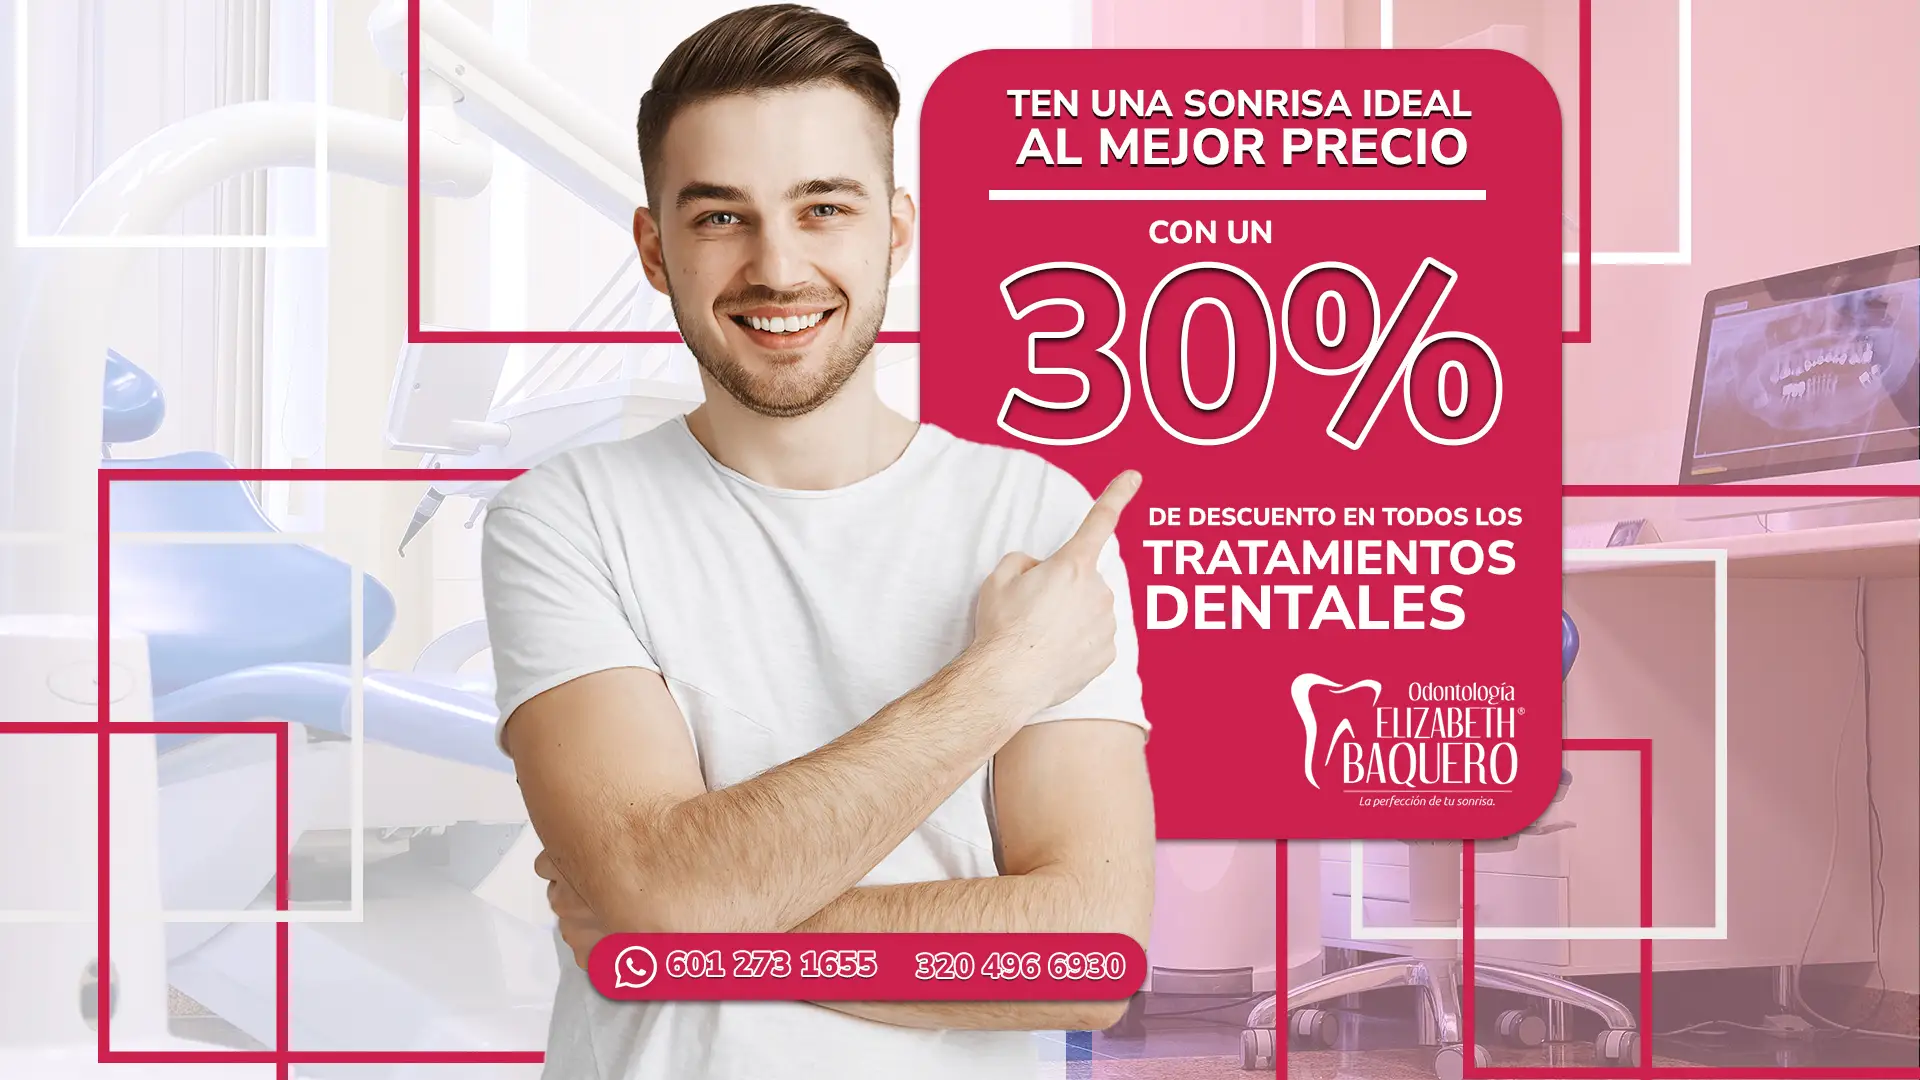 TEN UNA SONRISA IDEAL
AL MEJOR PRECIO
CON UN
30%
DE DESCUENTO EN TODOS LOS
TRATAMIENTOS
DENTALES
Odontología
ELIZABETH®
BAQUERO
La perfección de tu sonrisa.
601 273 1655 320 496 6930